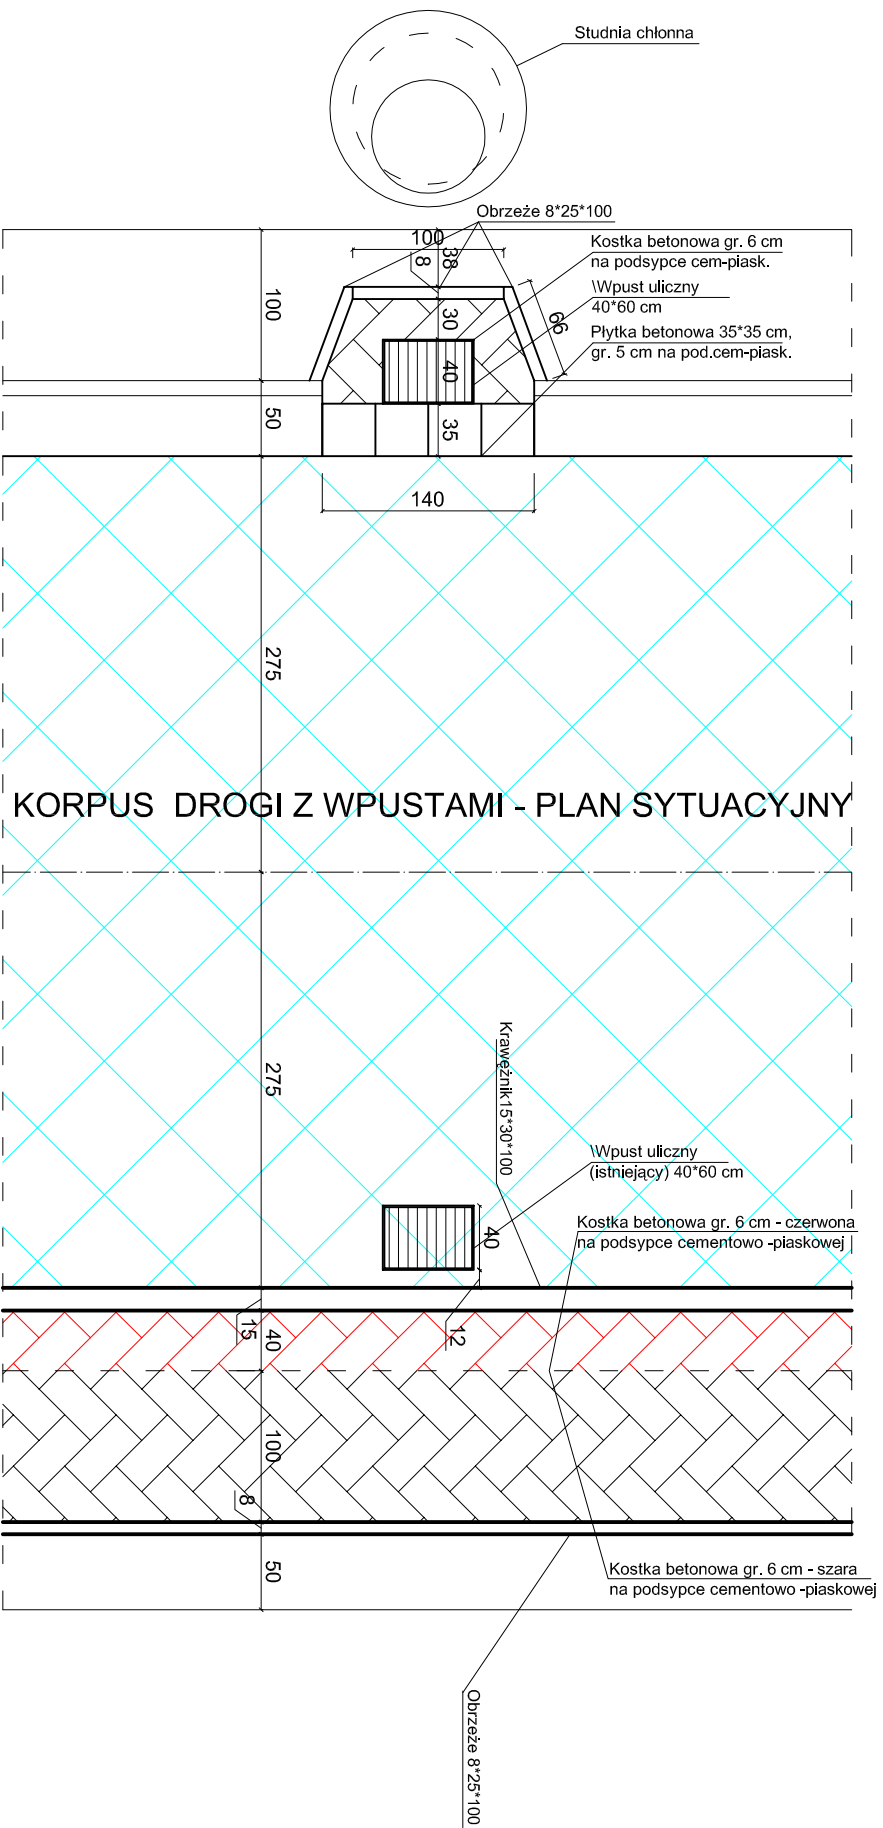 Studnia chłonna
Obrzeże 8*25*100
100
38
8
Kostka betonowa gr. 6 cm
na podsypce cem-piask.
\Wpust uliczny
40*60 cm
Płytka betonowa 35*35 cm,
gr. 5 cm na pod.cem-piask.
100
30
66
40
50
35
140
275
KORPUS DROGI Z WPUSTAMI - PLAN SYTUACYJNY
275
Krawężnik15*30*100
\Wpust uliczny
(istniejący) 40*60 cm
40
Kostka betonowa gr. 6 cm - czerwona
na podsypce cementowo -piaskowej
15
40
12
100
8
50
Kostka betonowa gr. 6 cm - szara
na podsypce cementowo -piaskowej
Obrzeże 8*25*100